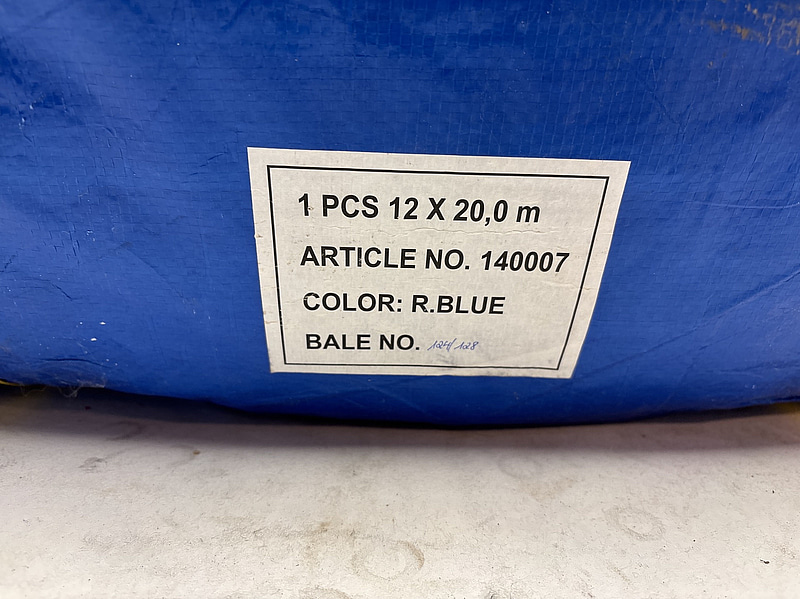 1 PCS 12 X 20,0 m
ARTICLE NO. 140007
COLOR: R.BLUE
BALE NO.